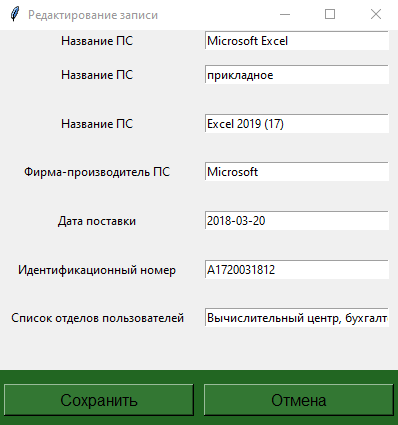 Редактирование записи
Название ПС Microsoft Excel
Название ПС прикладное
Название ПС Excel 2019 (17)
Фирма-производитель ПС Microsoft
Дата поставки 2018-03-20
Идентификационный номер A1720031812
Список отделов пользователей Вычислительный центр, бухгалт
Сохранить Отмена